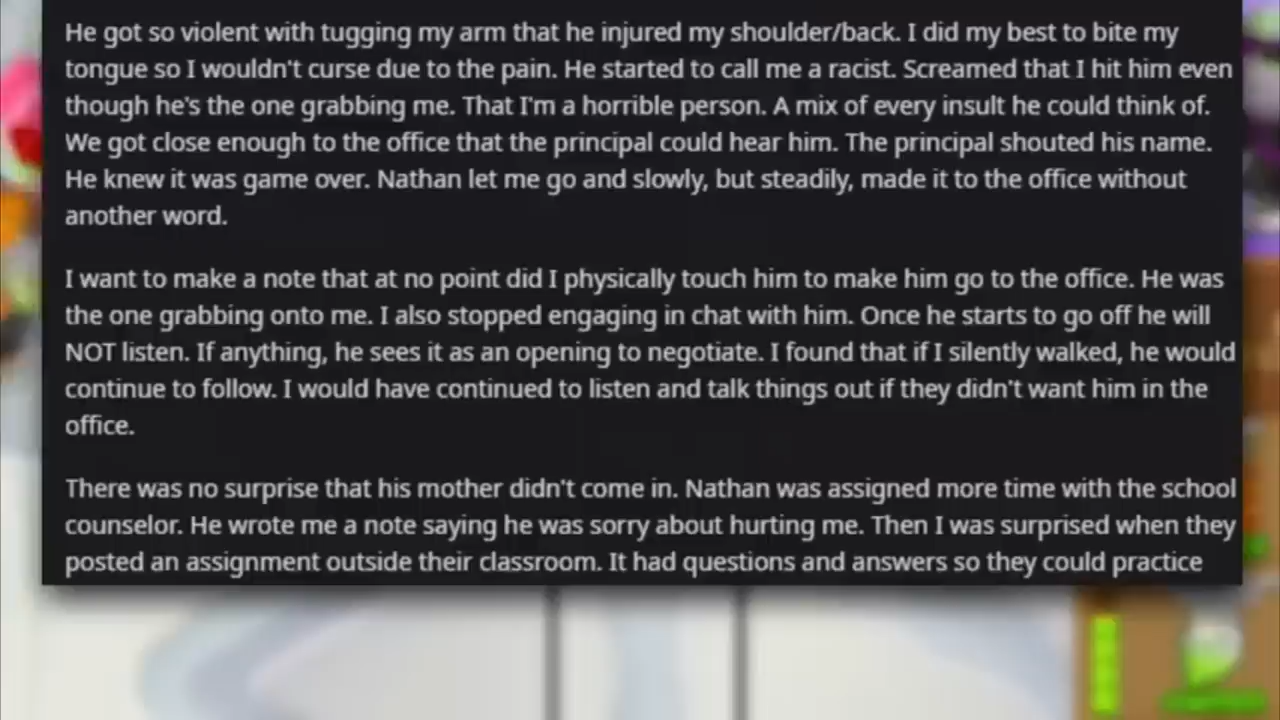 He got so violent with tugging my arm that he injured my shoulder/back. I did my best to bite my
tongue so I wouldn't curse due to the pain. He started to call me a racist. Screamed that I hit him even
though he's the one grabbing me. That I'm a horrible person. A mix of every insult he could think of.
We got close enough to the office that the principal could hear him. The principal shouted his name.
He knew it was game over. Nathan let me go and slowly, but steadily, made it to the office without
another word.
I want to make a note that at no point did I physically touch him to make him go to the office. He was
the one grabbing onto me. I also stopped engaging in chat with him. Once he starts to go off he will
NOT listen. If anything, he sees it as an opening to negotiate. I found that if I silently walked, he would
continue to follow. I would have continued to listen and talk things out if they didn't want him in the
office.
There was no surprise that his mother didn't come in. Nathan was assigned more time with the school
counselor. He wrote me a note saying he was sorry about hurting me. Then I was surprised when they
posted an assignment outside their classroom. It had questions and answers so they could practice